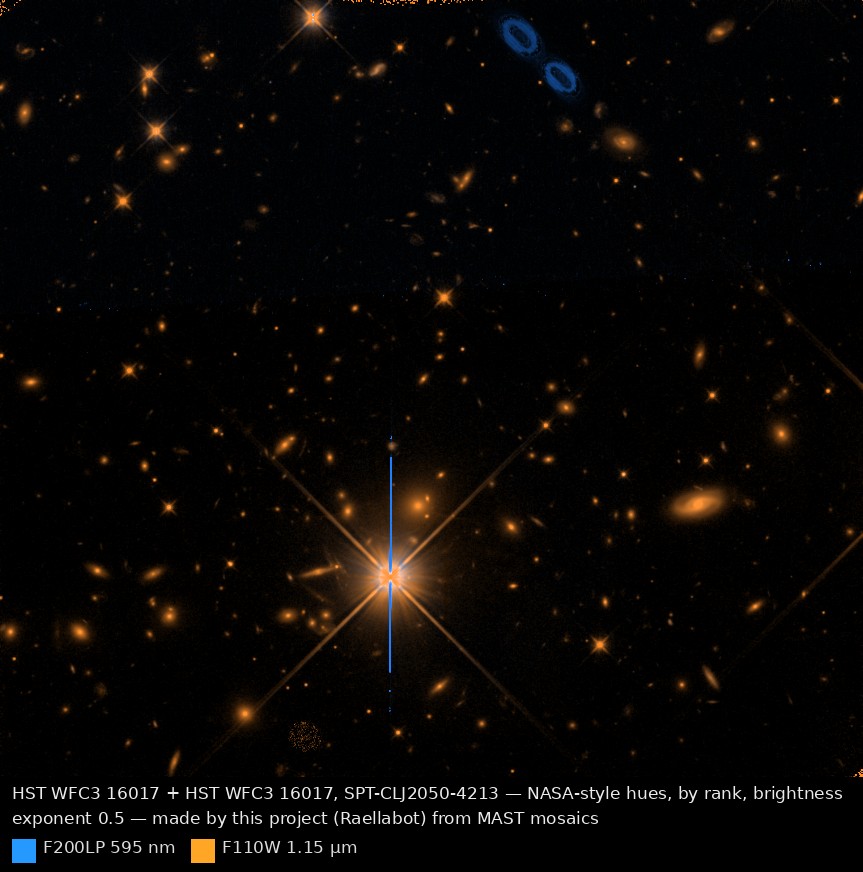 HST WFC3 16017 + HST WFC3 16017, SPT-CLJ2050-4213 — NASA-style hues, by rank, brightness
exponent 0.5 — made by this project (Raellabot) from MAST mosaics
F200LP 595 nm F110W 1.15 µm